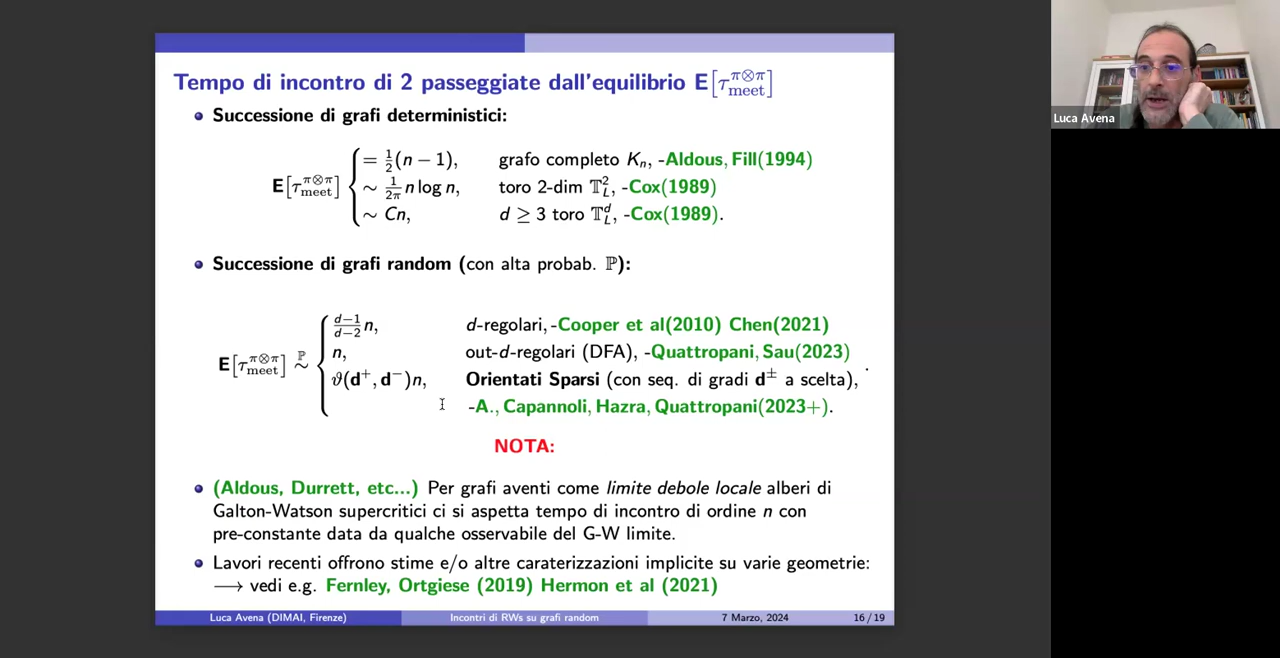 Tempo di incontro di 2 passeggiate dall'equilibrio E[τ_meet^{π⊗π}]
Successione di grafi deterministici:
= 1/2(n − 1), grafo completo K_n, -Aldous, Fill(1994)
E[τ_meet^{π⊗π}] { ∼ 1/2π n log n, toro 2-dim 𝕋_L^2, -Cox(1989)
∼ Cn, d ≥ 3 toro 𝕋_L^d, -Cox(1989).
Successione di grafi random (con alta probab. ℙ):
d−1/d−2 n, d-regolari, -Cooper et al(2010) Chen(2021)
E[τ_meet^{π⊗π}] ∼^ℙ { n, out-d-regolari (DFA), -Quattropani, Sau(2023)
ϑ(d⁺, d⁻)n, Orientati Sparsi (con seq. di gradi d^± a scelta), .
-A., Capannoli, Hazra, Quattropani(2023+).
NOTA:
(Aldous, Durrett, etc...) Per grafi aventi come limite debole locale alberi di
Galton-Watson supercritici ci si aspetta tempo di incontro di ordine n con
pre-constante data da qualche osservabile del G-W limite.
Lavori recenti offrono stime e/o altre caraterizzazioni implicite su varie geometrie:
⟶ vedi e.g. Fernley, Ortgiese (2019) Hermon et al (2021)
Luca Avena (DIMAI, Firenze) Incontri di RWs su grafi random 7 Marzo, 2024 16 / 19
Luca Avena